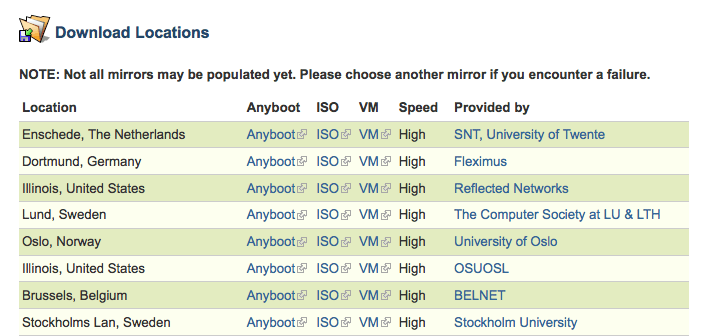 Download Locations
NOTE: Not all mirrors may be populated yet. Please choose another mirror if you encounter a failure.
Location Anyboot ISO VM Speed Provided by
Enschede, The Netherlands Anyboot ISO VM High SNT, University of Twente
Dortmund, Germany Anyboot ISO VM High Fleximus
Illinois, United States Anyboot ISO VM High Reflected Networks
Lund, Sweden Anyboot ISO VM High The Computer Society at LU & LTH
Oslo, Norway Anyboot ISO VM High University of Oslo
Illinois, United States Anyboot ISO VM High OSUOSL
Brussels, Belgium Anyboot ISO VM High BELNET
Stockholms Lan, Sweden Anyboot ISO VM High Stockholm University